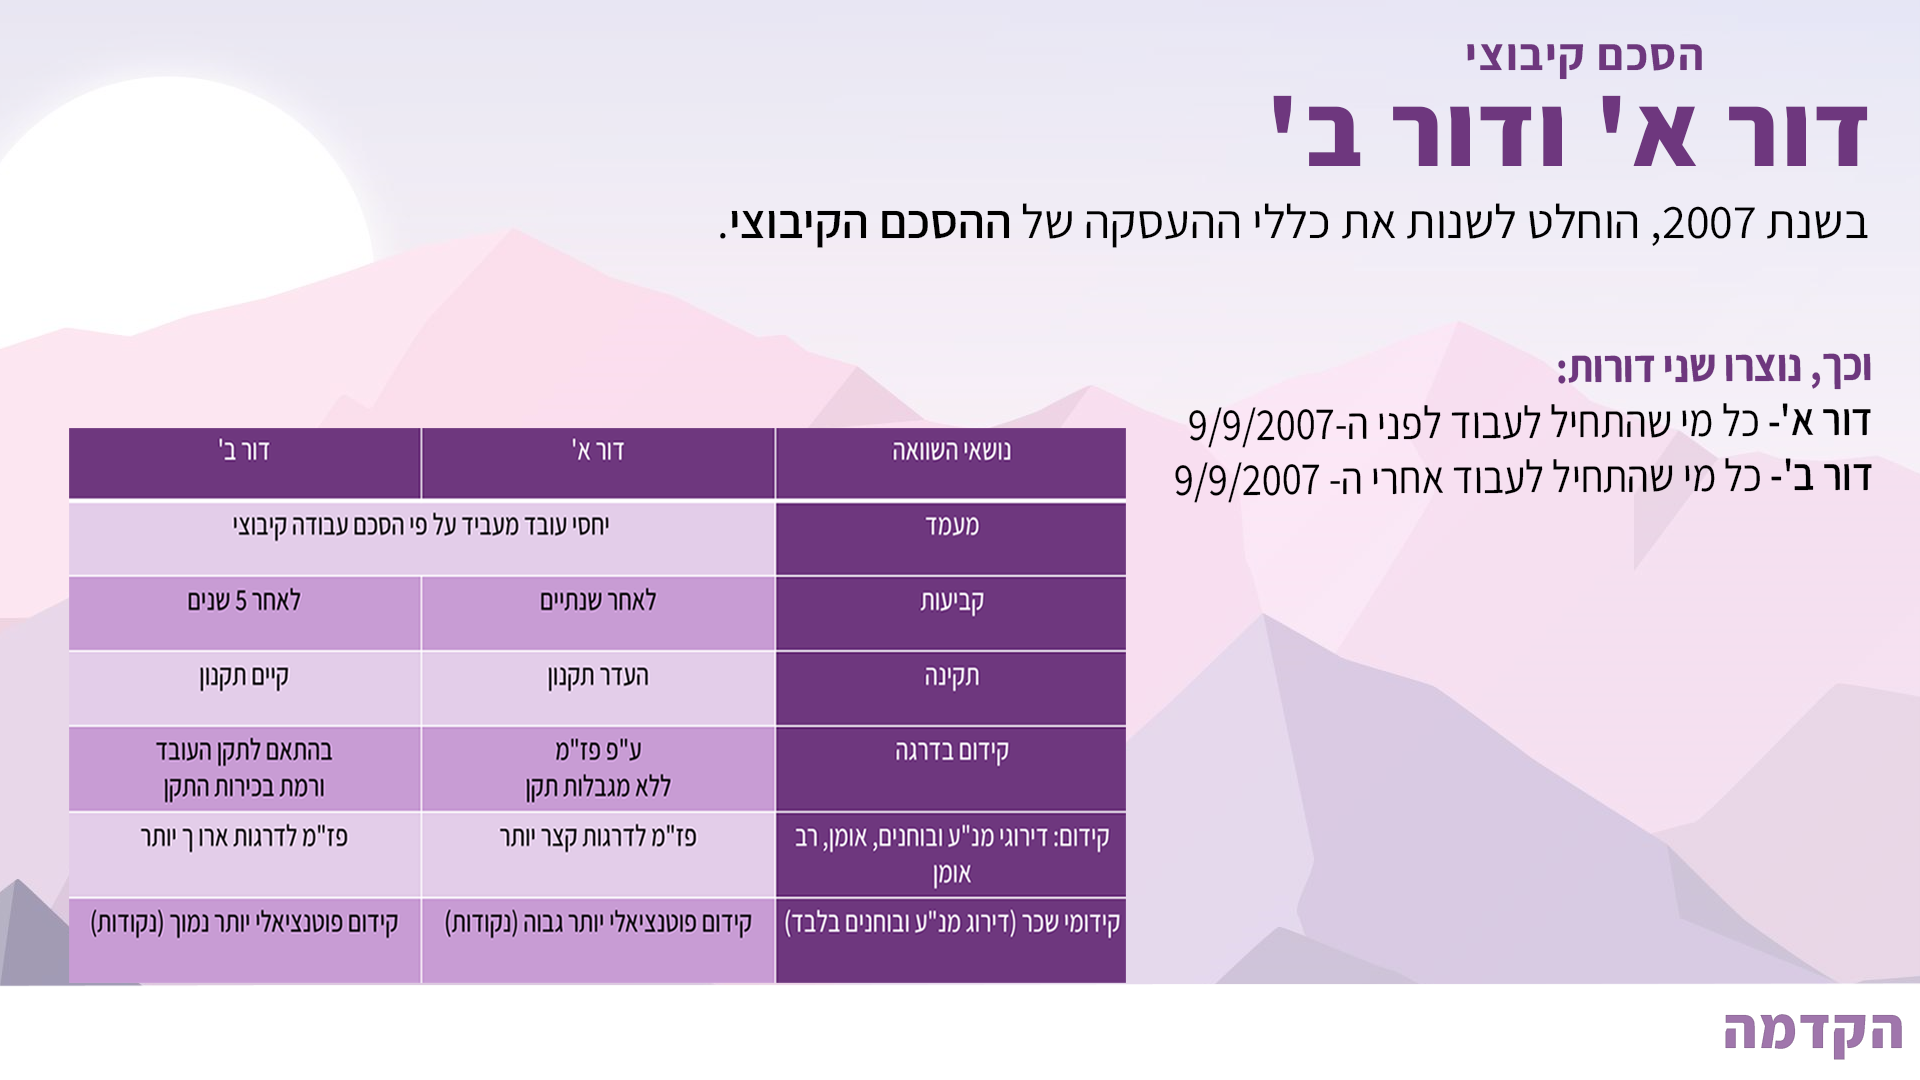 הסכם קיבוצי
דור א' ודור ב'
בשנת 2007, הוחלט לשנות את כללי ההעסקה של ההסכם הקיבוצי.
וכך, נוצרו שני דורות:
דור א'- כל מי שהתחיל לעבוד לפני ה-9/9/2007
דור ב'- כל מי שהתחיל לעבוד אחרי ה- 9/9/2007
נושאי השוואה דור א' דור ב'
מעמד יחסי עובד מעביד על פי הסכם עבודה קיבוצי
קביעות לאחר שנתיים לאחר 5 שנים
תקינה העדר תקנון קיים תקנון
קידום בדרגה ע"פ פז"מ בהתאם לתקן העובד
ללא מגבלות תקן ורמת בכירות התקן
קידום: דירוגי מנ"ע ובוחנים, אומן, רב פז"מ לדרגות קצר יותר פז"מ לדרגות ארו ך יותר
אומן
קידומי שכר (דירוג מנ"ע ובוחנים בלבד) קידום פוטנציאלי יותר גבוה (נקודות) קידום פוטנציאלי יותר נמוך (נקודות)
הקדמה